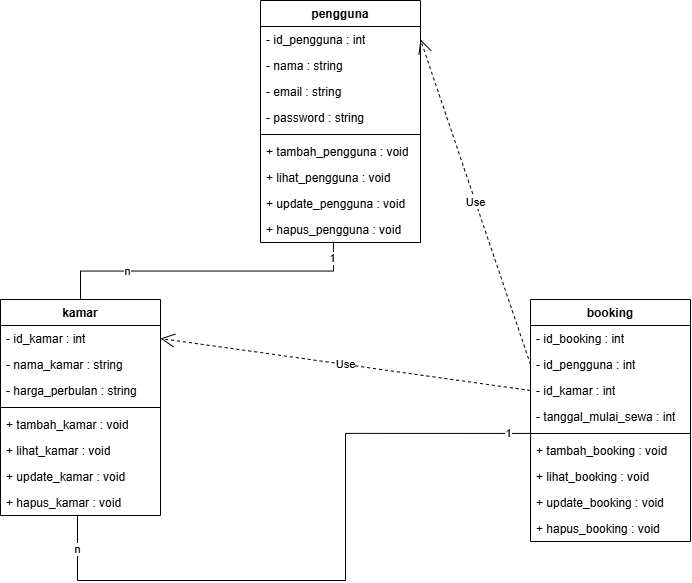 pengguna
- id_pengguna : int
- nama : string
- email : string
- password : string
+ tambah_pengguna : void
+ lihat_pengguna : void
+ update_pengguna : void
+ hapus_pengguna : void
Use
1
n
kamar
- id_kamar : int
- nama_kamar : string
- harga_perbulan : string
+ tambah_kamar : void
+ lihat_kamar : void
+ update_kamar : void
+ hapus_kamar : void
n
Use
booking
- id_booking : int
- id_pengguna : int
- id_kamar : int
- tanggal_mulai_sewa : int
1
+ tambah_booking : void
+ lihat_booking : void
+ update_booking : void
+ hapus_booking : void